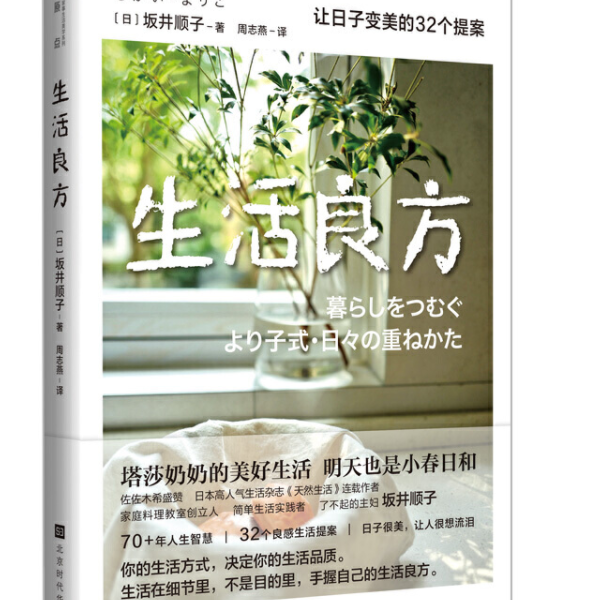 [日] 坂井顺子 - 著 周志燕 - 译
让日子变美的32个提案
生活良方
暮らしをつむぐ
より子式・日々の重ねかた
塔莎奶奶的美好生活 明天也是小春日和
佐佐木希盛赞 日本高人气生活杂志《天然生活》连载作者
家庭料理教室创立人 简单生活实践者 了不起的主妇 坂井顺子
70+年人生智慧 | 32个良感生活提案 | 日子很美，让人很想流泪
你的生活方式，决定你的生活品质。
生活在细节里，不是目的里，手握自己的生活良方。
生活良方
[日] 坂井顺子 - 著 周志燕 - 译
北京时代华